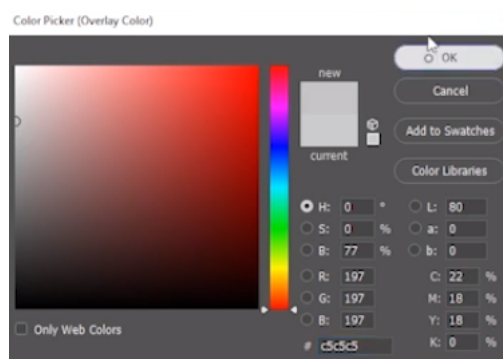 Color Picker (Overlay Color)
new
current
OK
Cancel
Add to Swatches
Color Libraries
H: 0 °
S: 0 %
B: 77 %
R: 197
G: 197
B: 197
# c5c5c5
L: 80
a: 0
b: 0
C: 22 %
M: 18 %
Y: 18 %
K: 0 %
Only Web Colors